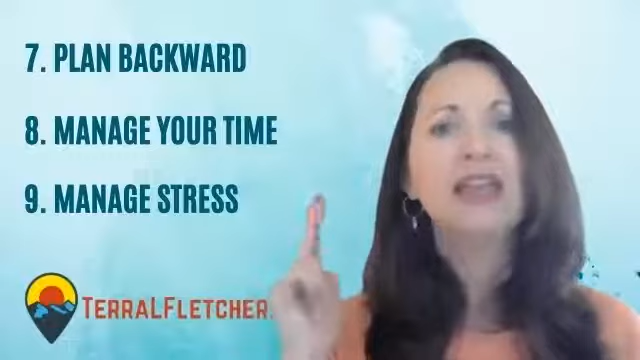 7. PLAN BACKWARD
8. MANAGE YOUR TIME
9. MANAGE STRESS
TERRALFLETCHER.